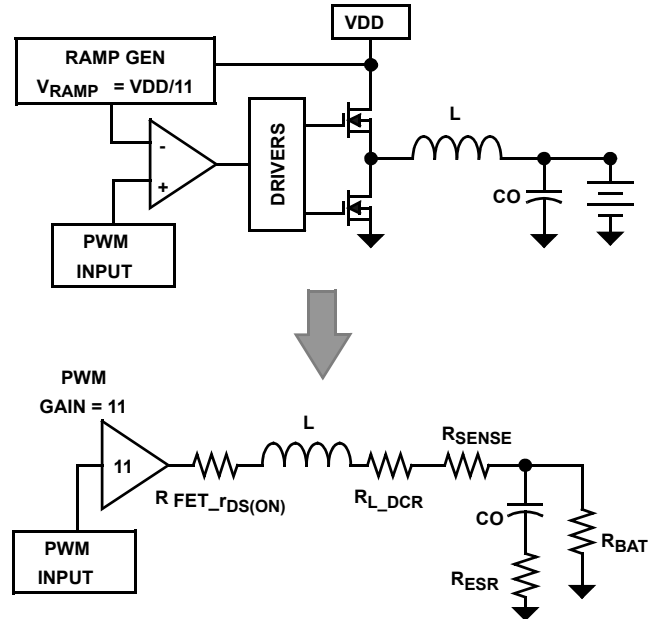 VDD
RAMP GEN
VRAMP = VDD/11
-
+
DRIVERS
L
CO
PWM
INPUT
PWM
GAIN = 11
11
L
RSENSE
R FET_rDS(ON)
RL_DCR
CO
RBAT
RESR
PWM
INPUT